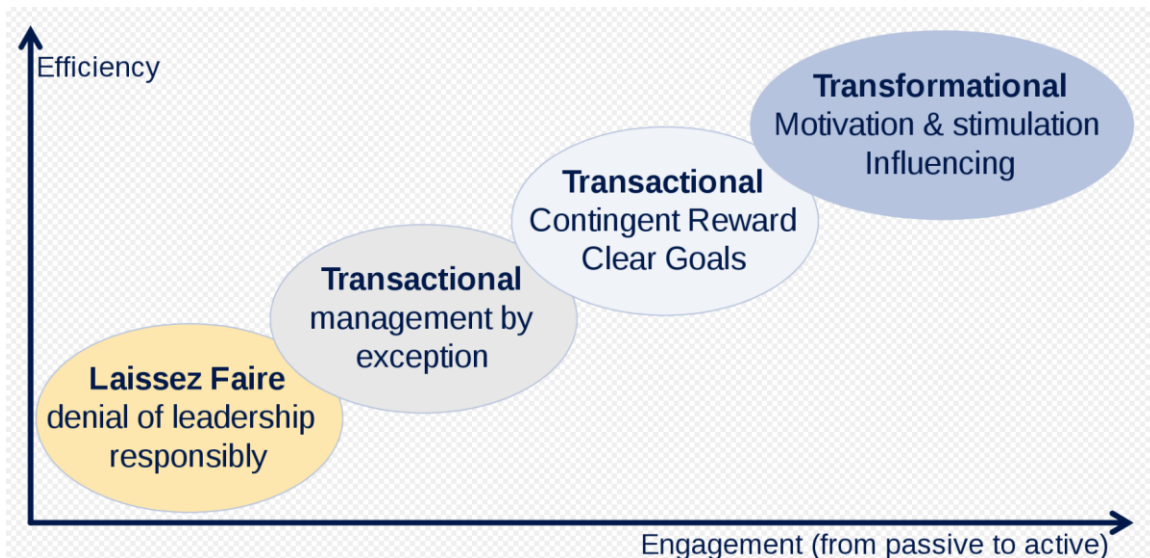 Efficiency
Transformational
Motivation & stimulation
Influencing
Transactional
Contingent Reward
Clear Goals
Transactional
management by
exception
Laissez Faire
denial of leadership
responsibly
Engagement (from passive to active)